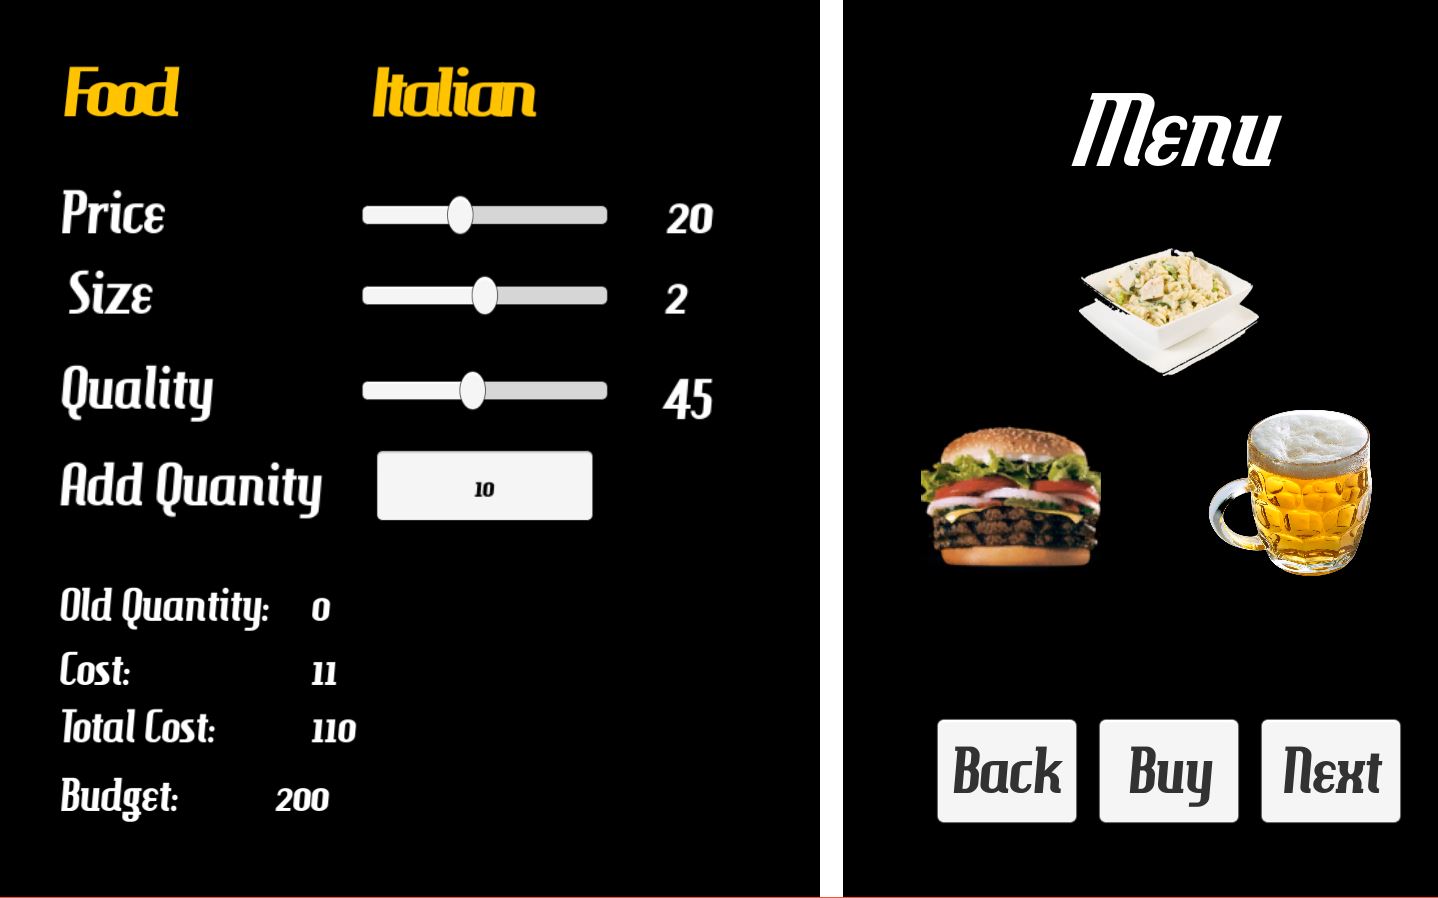 Food Italian
Price 20
Size 2
Quality 45
Add Quanity 10
Old Quantity: 0
Cost: 11
Total Cost: 110
Budget: 200
Menu
Back Buy Next